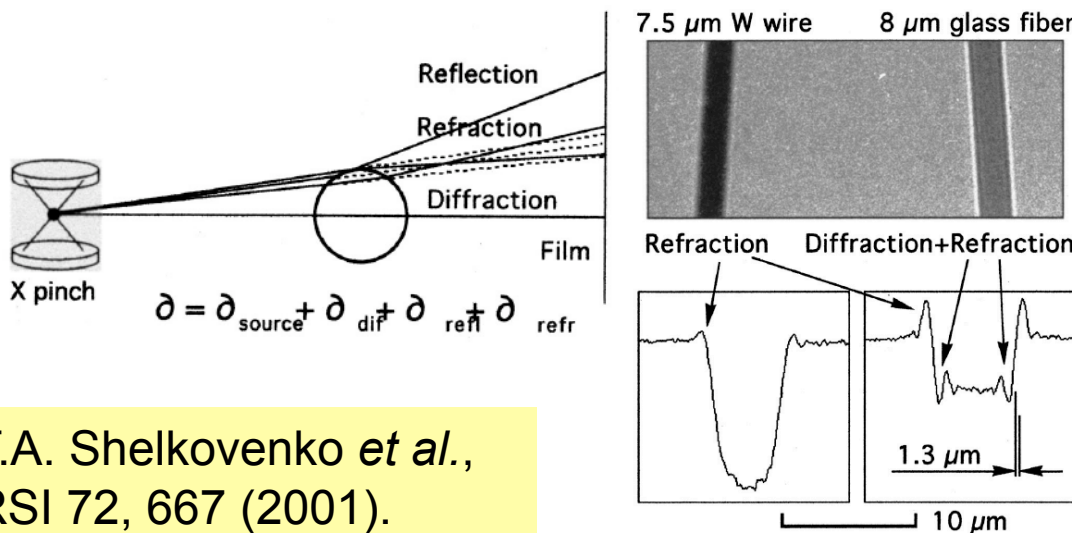 7.5 µm W wire
8 µm glass fiber
Reflection
Refraction
Diffraction
Film
X pinch
∂ = ∂ source + ∂ dif + ∂ refl + ∂ refr
Refraction
Diffraction+Refraction
1.3 µm
10 µm
.A. Shelkovenko et al.,
RSI 72, 667 (2001).